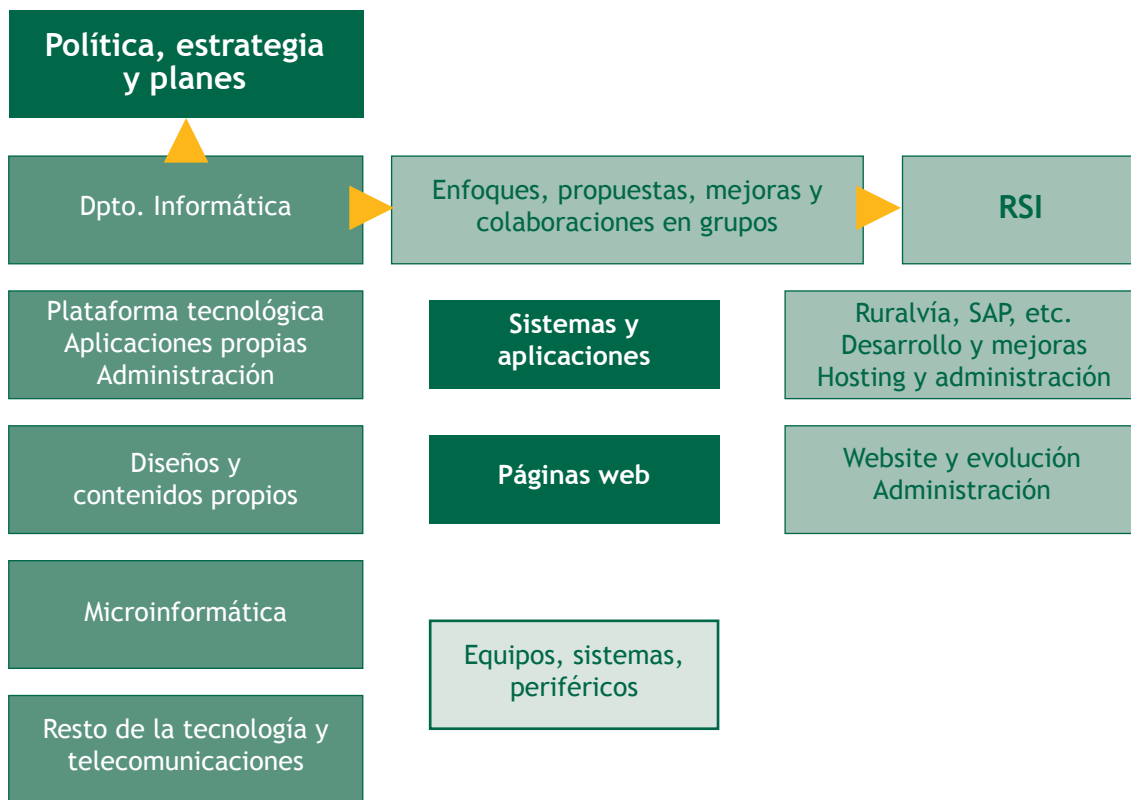 Política, estrategia
y planes
Dpto. Informática
Enfoques, propuestas, mejoras y
colaboraciones en grupos
RSI
Plataforma tecnológica
Aplicaciones propias
Administración
Sistemas y
aplicaciones
Ruralvía, SAP, etc.
Desarrollo y mejoras
Hosting y administración
Diseños y
contenidos propios
Páginas web
Website y evolución
Administración
Microinformática
Equipos, sistemas,
periféricos
Resto de la tecnología y
telecomunicaciones